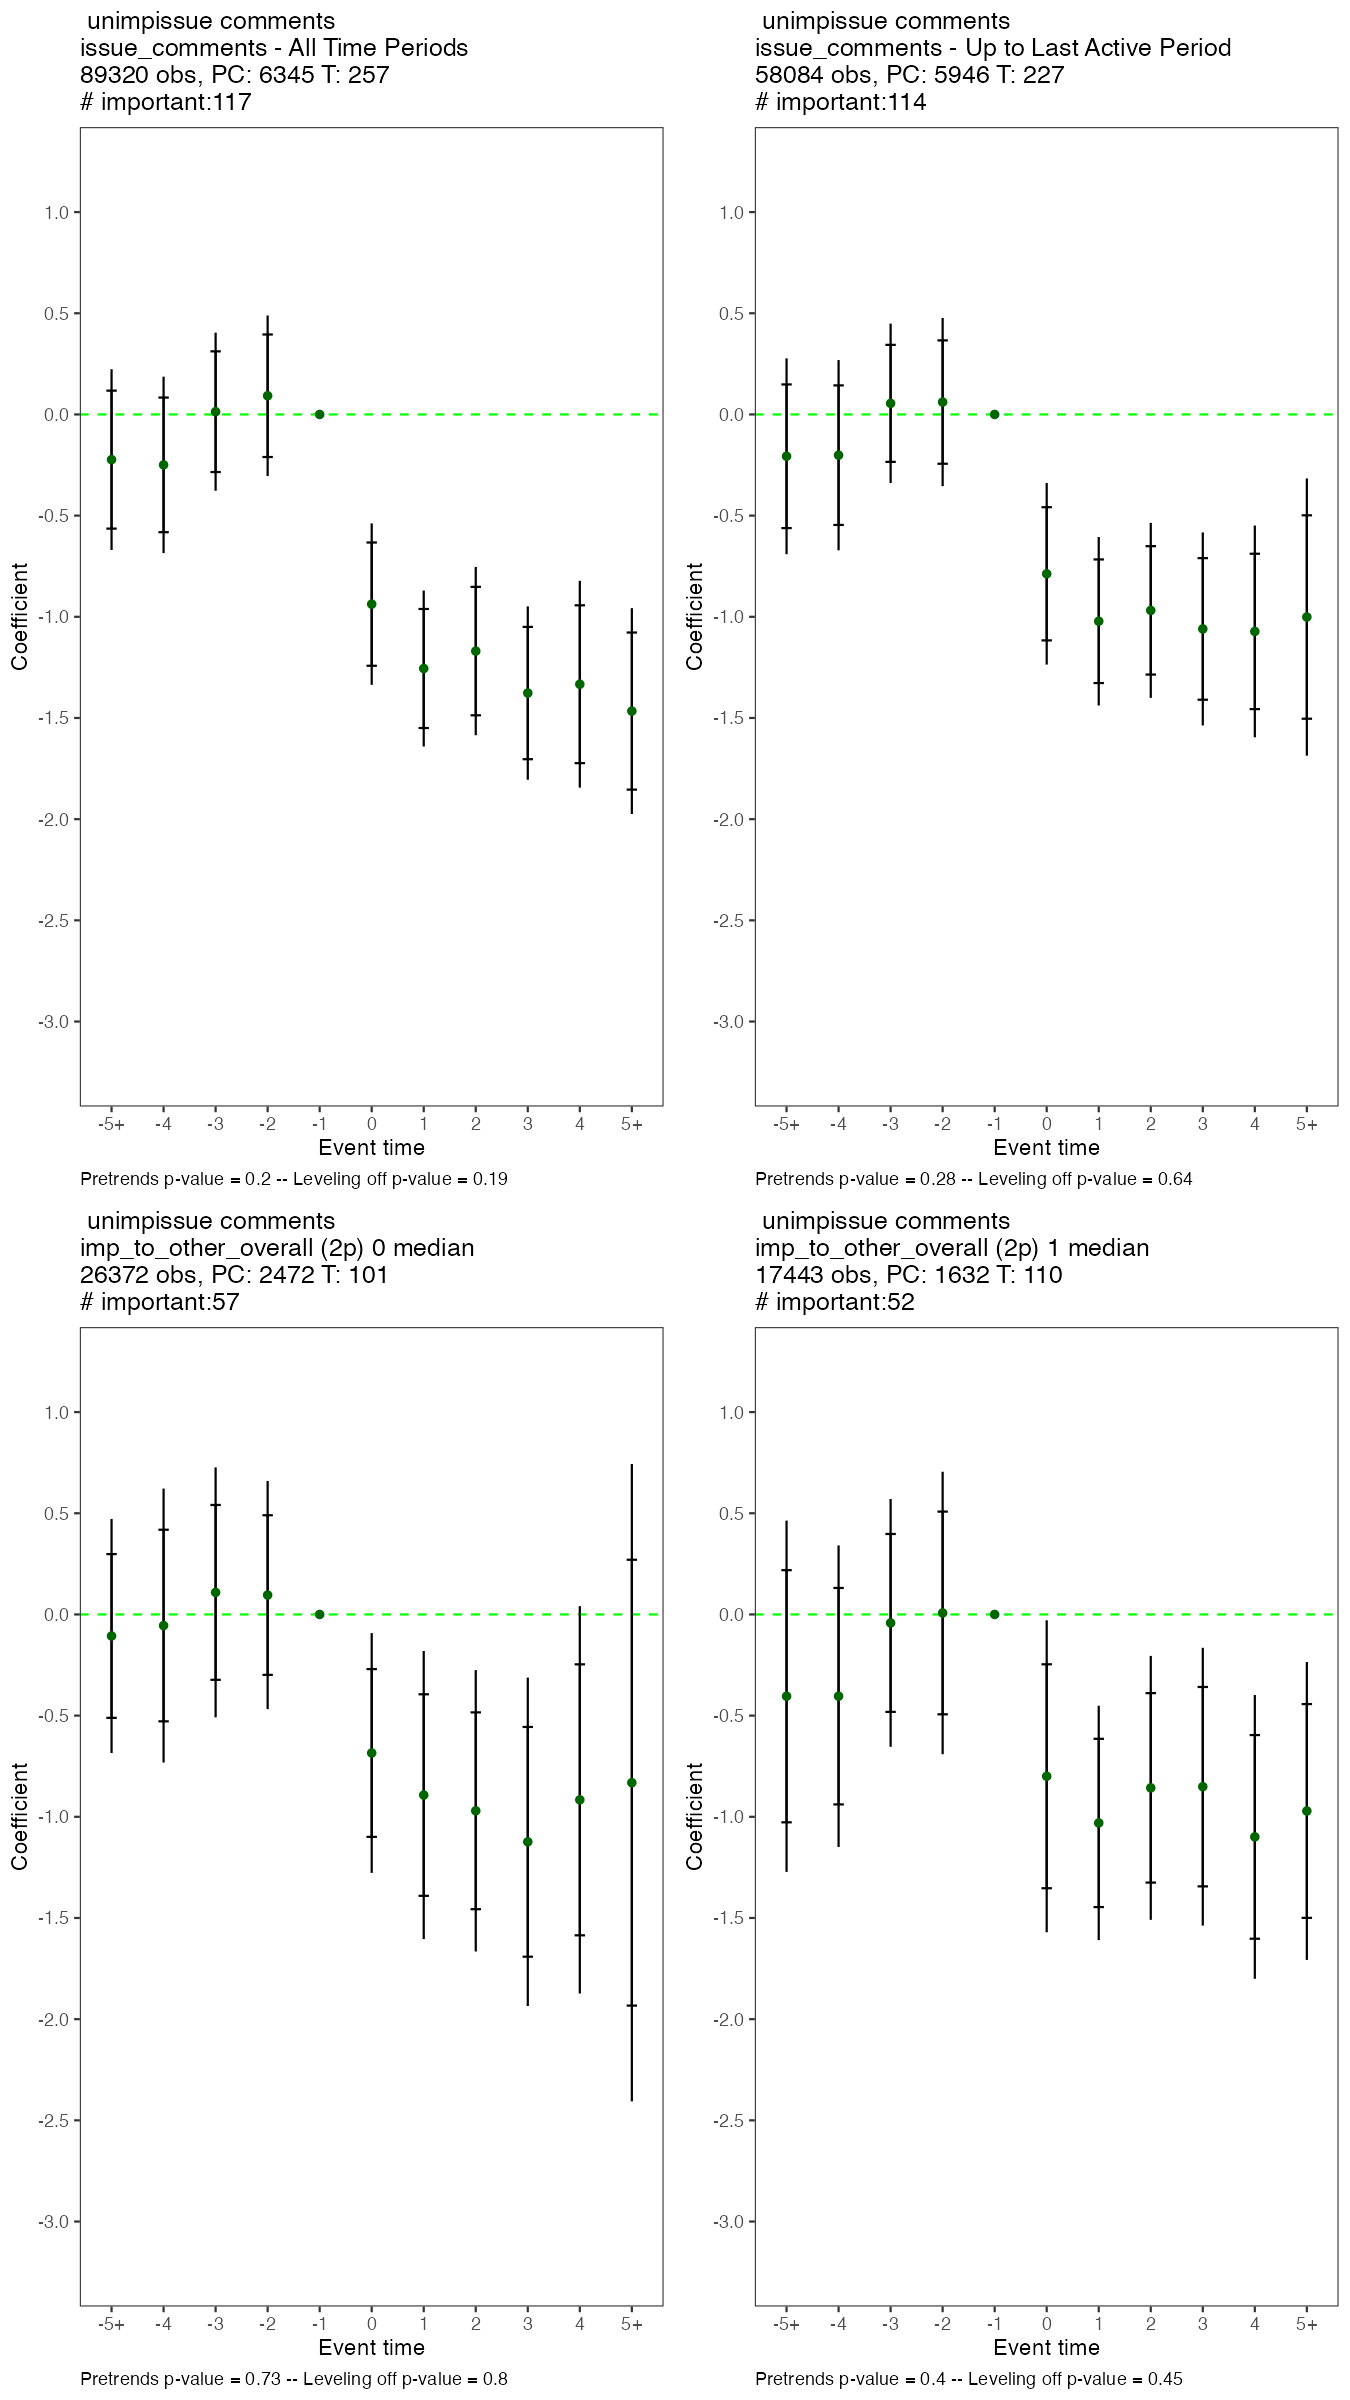 unimpissue comments
issue_comments - All Time Periods
89320 obs, PC: 6345 T: 257
# important:117
1.0
0.5
0.0
-0.5
-1.0
-1.5
-2.0
-2.5
-3.0
Coefficient
-5+ -4 -3 -2 -1 0 1 2 3 4 5+
Event time
Pretrends p-value = 0.2 -- Leveling off p-value = 0.19
unimpissue comments
issue_comments - Up to Last Active Period
58084 obs, PC: 5946 T: 227
# important:114
1.0
0.5
0.0
-0.5
-1.0
-1.5
-2.0
-2.5
-3.0
Coefficient
-5+ -4 -3 -2 -1 0 1 2 3 4 5+
Event time
Pretrends p-value = 0.28 -- Leveling off p-value = 0.64
unimpissue comments
imp_to_other_overall (2p) 0 median
26372 obs, PC: 2472 T: 101
# important:57
1.0
0.5
0.0
-0.5
-1.0
-1.5
-2.0
-2.5
-3.0
Coefficient
-5+ -4 -3 -2 -1 0 1 2 3 4 5+
Event time
Pretrends p-value = 0.73 -- Leveling off p-value = 0.8
unimpissue comments
imp_to_other_overall (2p) 1 median
17443 obs, PC: 1632 T: 110
# important:52
1.0
0.5
0.0
-0.5
-1.0
-1.5
-2.0
-2.5
-3.0
Coefficient
-5+ -4 -3 -2 -1 0 1 2 3 4 5+
Event time
Pretrends p-value = 0.4 -- Leveling off p-value = 0.45